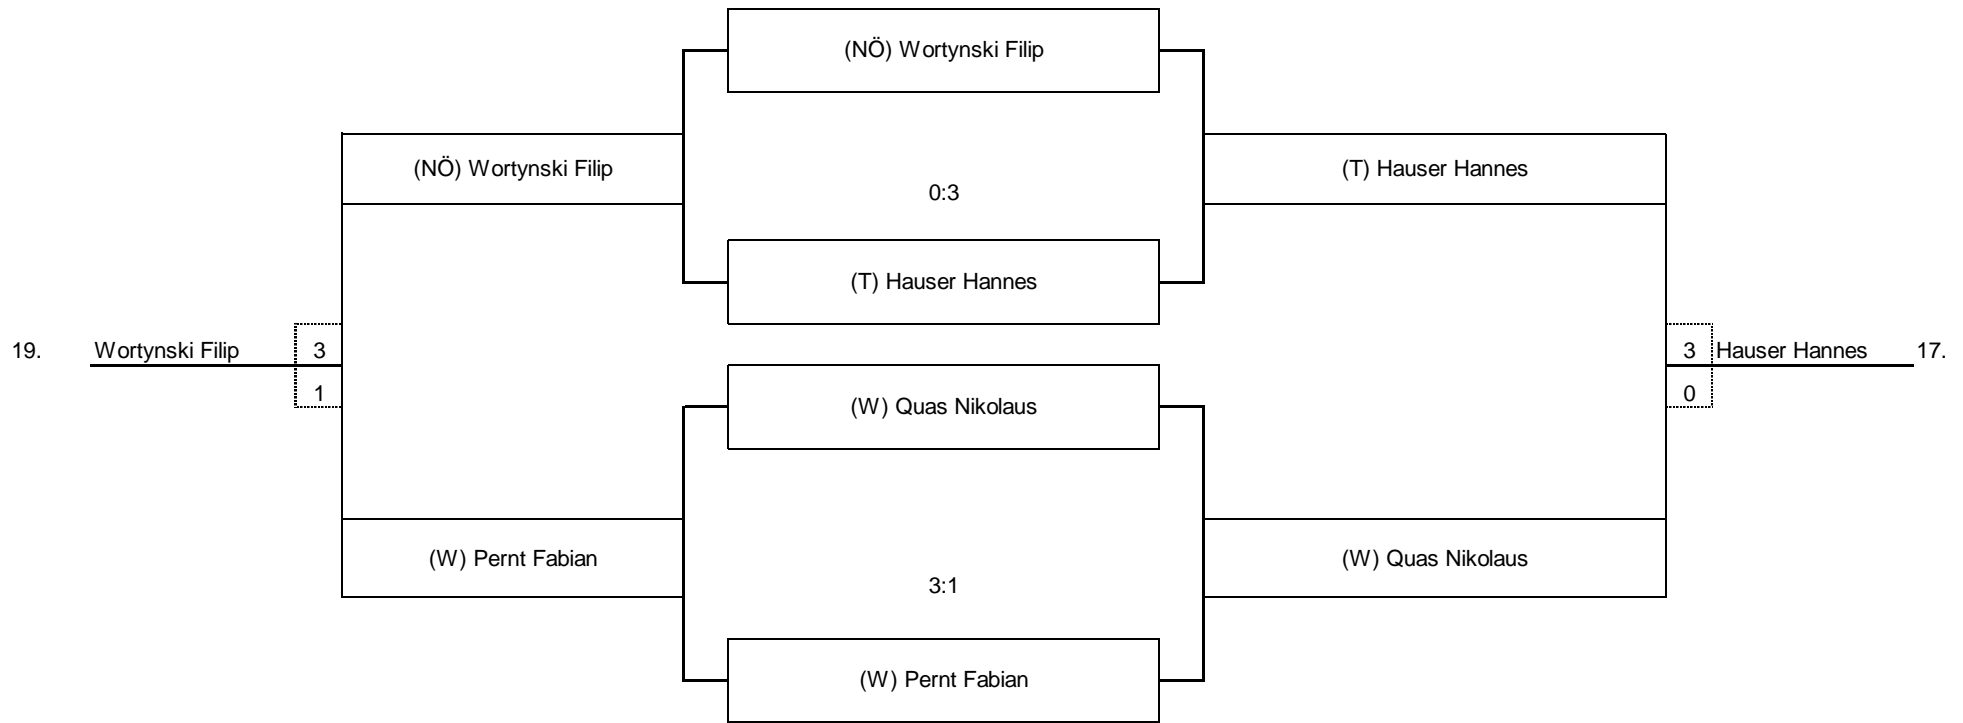 (NÖ) Wortynski Filip
(NÖ) Wortynski Filip
(T) Hauser Hannes
0:3
(T) Hauser Hannes
19. Wortynski Filip 3
3 Hauser Hannes 17.
1
0
(W) Quas Nikolaus
(W) Pernt Fabian
(W) Quas Nikolaus
3:1
(W) Pernt Fabian